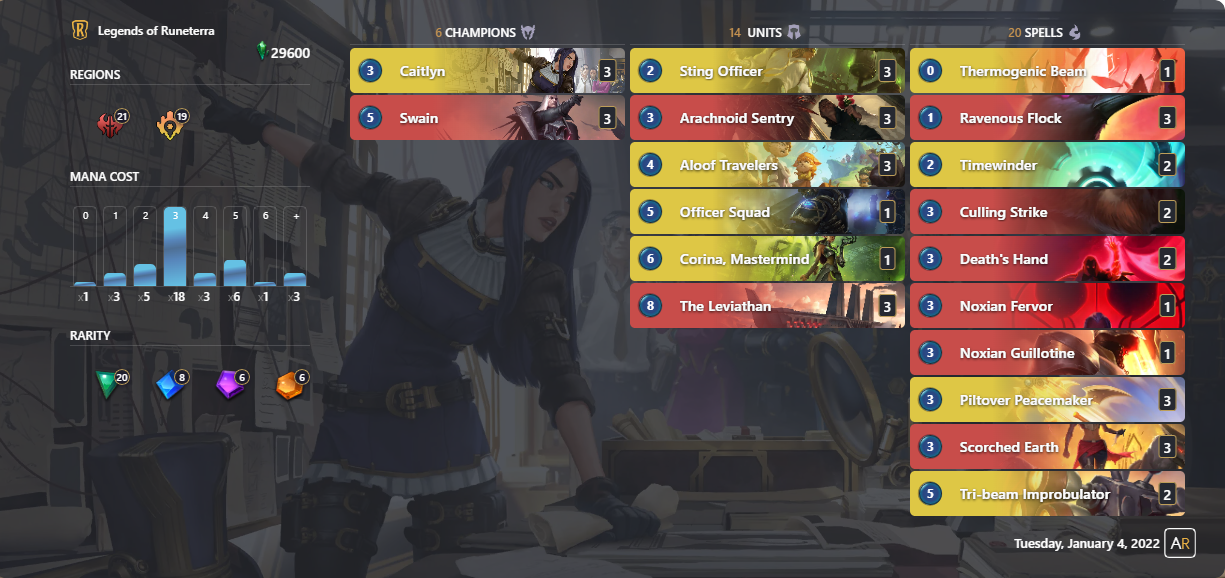 Legends of Runeterra
29600
REGIONS
21
19
MANA COST
0 1 2 3 4 5 6 +
x1 x3 x5 x18 x3 x6 x1 x3
RARITY
20
8
6
6
6 CHAMPIONS
3 Caitlyn 3
5 Swain 3
14 UNITS
2 Sting Officer 3
3 Arachnoid Sentry 3
4 Aloof Travelers 3
5 Officer Squad 1
6 Corina, Mastermind 1
8 The Leviathan 3
20 SPELLS
0 Thermogenic Beam 1
1 Ravenous Flock 3
2 Timewinder 2
3 Culling Strike 2
3 Death's Hand 2
3 Noxian Fervor 1
3 Noxian Guillotine 1
3 Piltover Peacemaker 3
3 Scorched Earth 3
5 Tri-beam Improbulator 2
Tuesday, January 4, 2022 AR